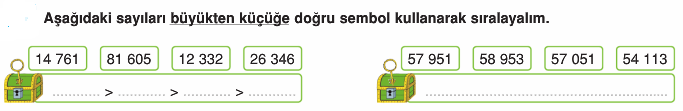 Aşağıdaki sayıları büyükten küçüğe doğru sembol kullanarak sıralayalım.
14 761 81 605 12 332 26 346 57 951 58 953 57 051 54 113
............ > ............ > ............ > ............ ............................................................